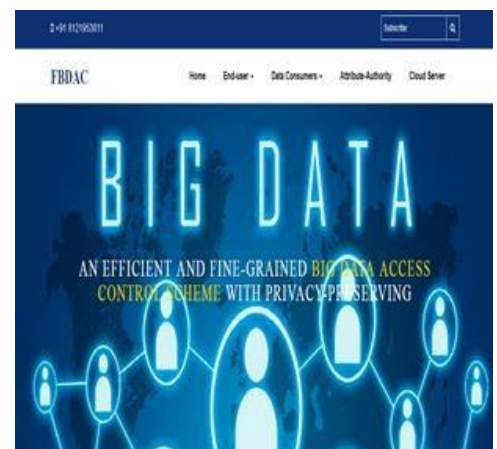 +91 8121953811
Subscribe
FBDAC
Home End-user Data Consumers Attribute-Authority Cloud Server
BIG DATA
AN EFFICIENT AND FINE-GRAINED BIG DATA ACCESS
CONTROL SCHEME WITH PRIVACY-PRESERVING